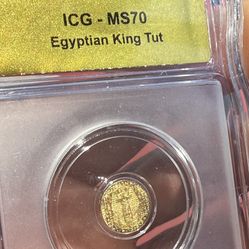 ICG - MS70
Egyptian King Tut